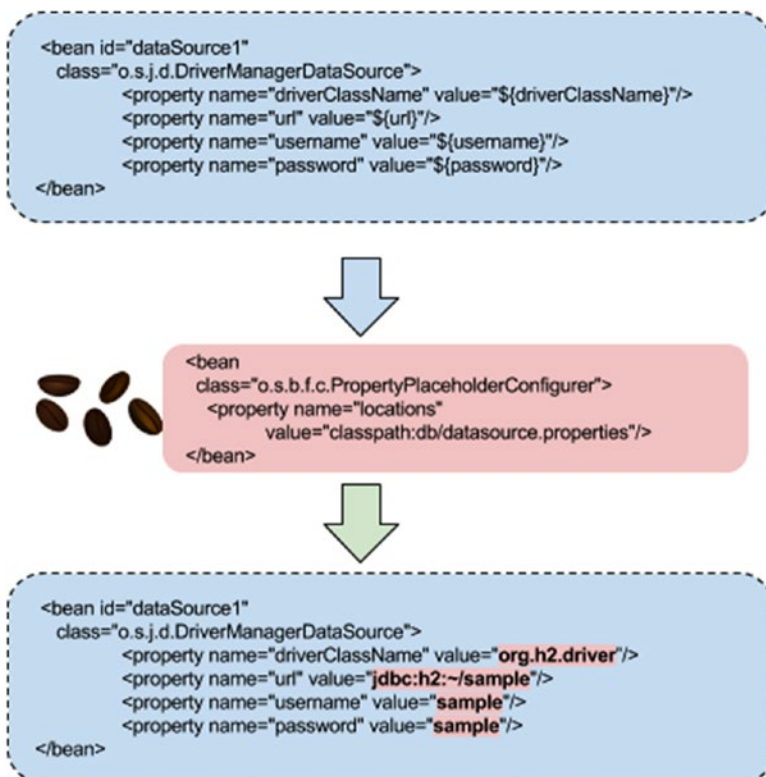 <bean id="dataSource1"
class="o.s.j.d.DriverManagerDataSource">
<property name="driverClassName" value="${driverClassName}"/>
<property name="url" value="${url}"/>
<property name="username" value="${username}"/>
<property name="password" value="${password}"/>
</bean>
<bean
class="o.s.b.f.c.PropertyPlaceholderConfigurer">
<property name="locations"
value="classpath:db/datasource.properties"/>
</bean>
<bean id="dataSource1"
class="o.s.j.d.DriverManagerDataSource">
<property name="driverClassName" value="org.h2.driver"/>
<property name="url" value="jdbc:h2:~/sample"/>
<property name="username" value="sample"/>
<property name="password" value="sample"/>
</bean>